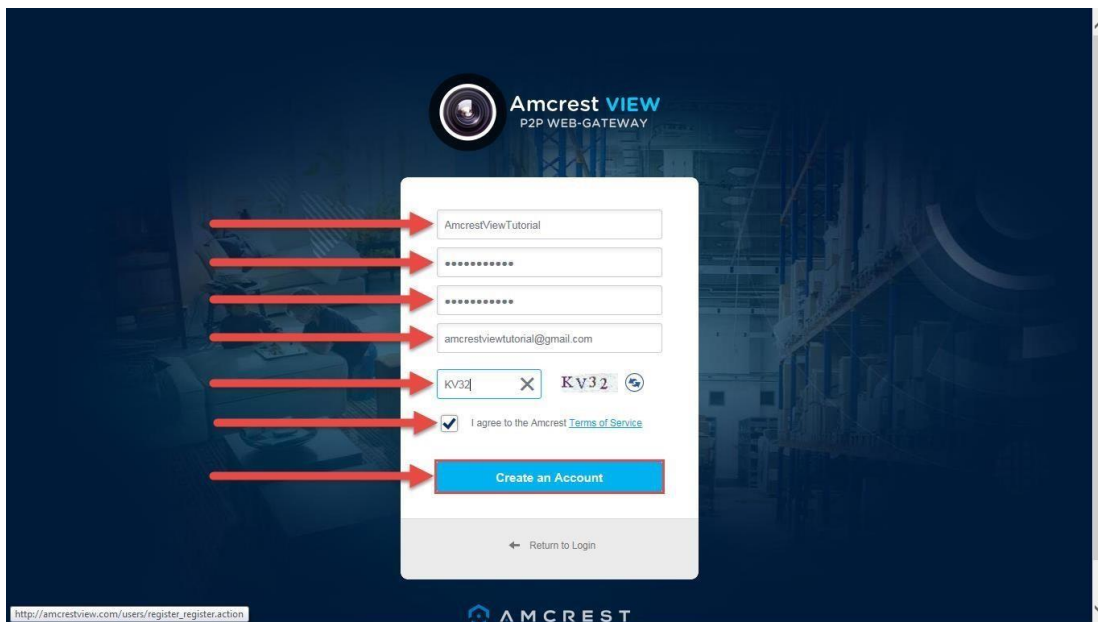 Amcrest VIEW
P2P WEB-GATEWAY
AmcrestViewTutorial
•••••••••••
•••••••••••
amcrestviewtutorial@gmail.com
KV32 KV32
I agree to the Amcrest Terms of Service
Create an Account
Return to Login
http://amcrestview.com/users/register_register.action
AMCREST